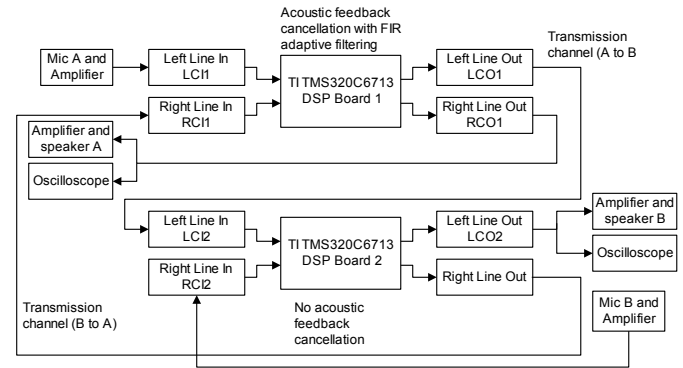 Acoustic feedback
cancellation with FIR
adaptive filtering
Transmission
channel (A to B
Mic A and
Amplifier
Left Line In
LCI1
TI TMS320C6713
DSP Board 1
Left Line Out
LCO1
Right Line In
RCI1
Right Line Out
RCO1
Amplifier and
speaker A
Oscilloscope
Left Line In
LCI2
TI TMS320C6713
DSP Board 2
Left Line Out
LCO2
Amplifier and
speaker B
Oscilloscope
Right Line In
RCI2
Right Line Out
Transmission
channel (B to A)
No acoustic
feedback
cancellation
Mic B and
Amplifier